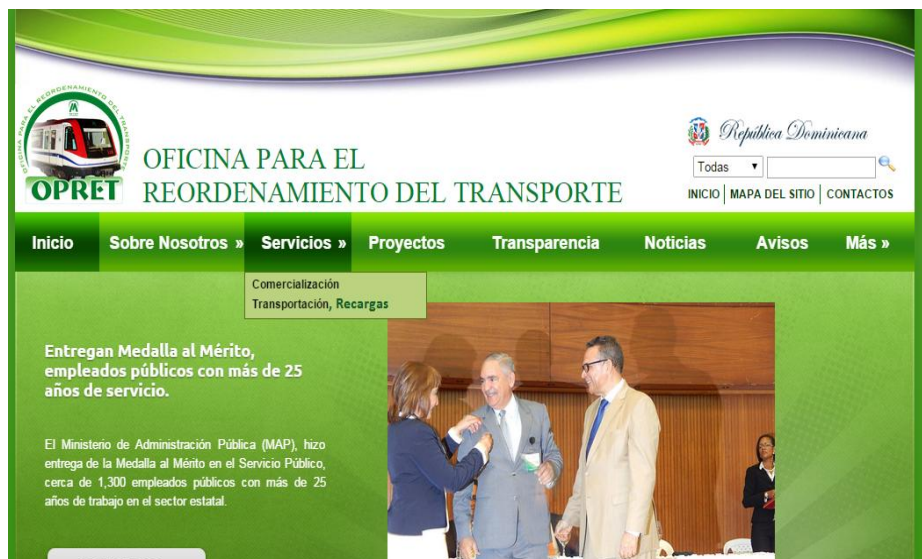 OFICINA PARA EL REORDENAMIENTO DEL TRANSPORTE
OPRET
OFICINA PARA EL
REORDENAMIENTO DEL TRANSPORTE
República Dominicana
Todas
INICIO | MAPA DEL SITIO | CONTACTOS
Inicio Sobre Nosotros » Servicios » Proyectos Transparencia Noticias Avisos Más »
Comercialización
Transportación, Recargas
Entregan Medalla al Mérito,
empleados públicos con más de 25
años de servicio.
El Ministerio de Administración Pública (MAP), hizo
entrega de la Medalla al Mérito en el Servicio Público,
cerca de 1,300 empleados públicos con más de 25
años de trabajo en el sector estatal.